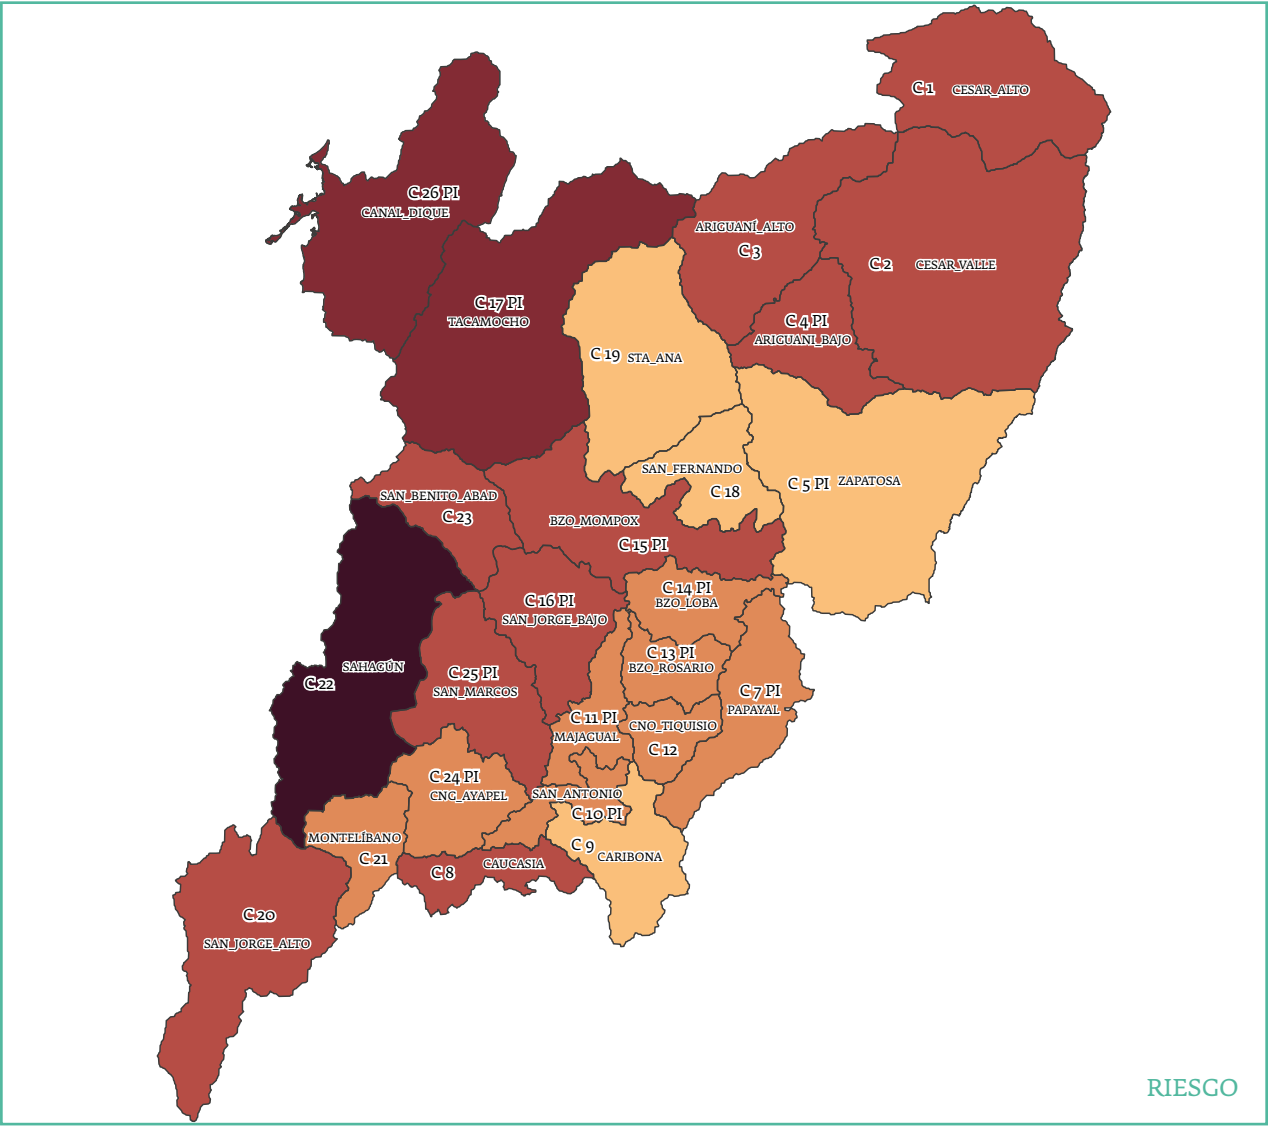 C 1 CESAR_ALTO
C 26 PI
CANAL_DIQUE
ARIGUANÍ_ALTO
C 3
C 2 CESAR_VALLE
C 17 PI
TACAMOCHO
C 4 PI
ARIGUANI_BAJO
C 19 STA_ANA
SAN_FERNANDO
C 18
C 5 PI ZAPATOSA
SAN_BENITO_ABAD
C 23
BZO_MOMPOX
C 15 PI
C 14 PI
BZO_LOBA
C 16 PI
SAN_JORGE_BAJO
C 13 PI
BZO_ROSARIO
SAHAGÚN
C 22
C 25 PI
SAN_MARCOS
C 7 PI
PAPAYAL
C 11 PI
MAJAGUAL
CNO_TIQUISIO
C 12
C 24 PI
CNG_AYAPEL
SAN_ANTONIO
C 10 PI
MONTELÍBANO
C 21
C 9
CARIBONA
C 8 CAUCASIA
C 20
SAN_JORGE_ALTO
RIESGO